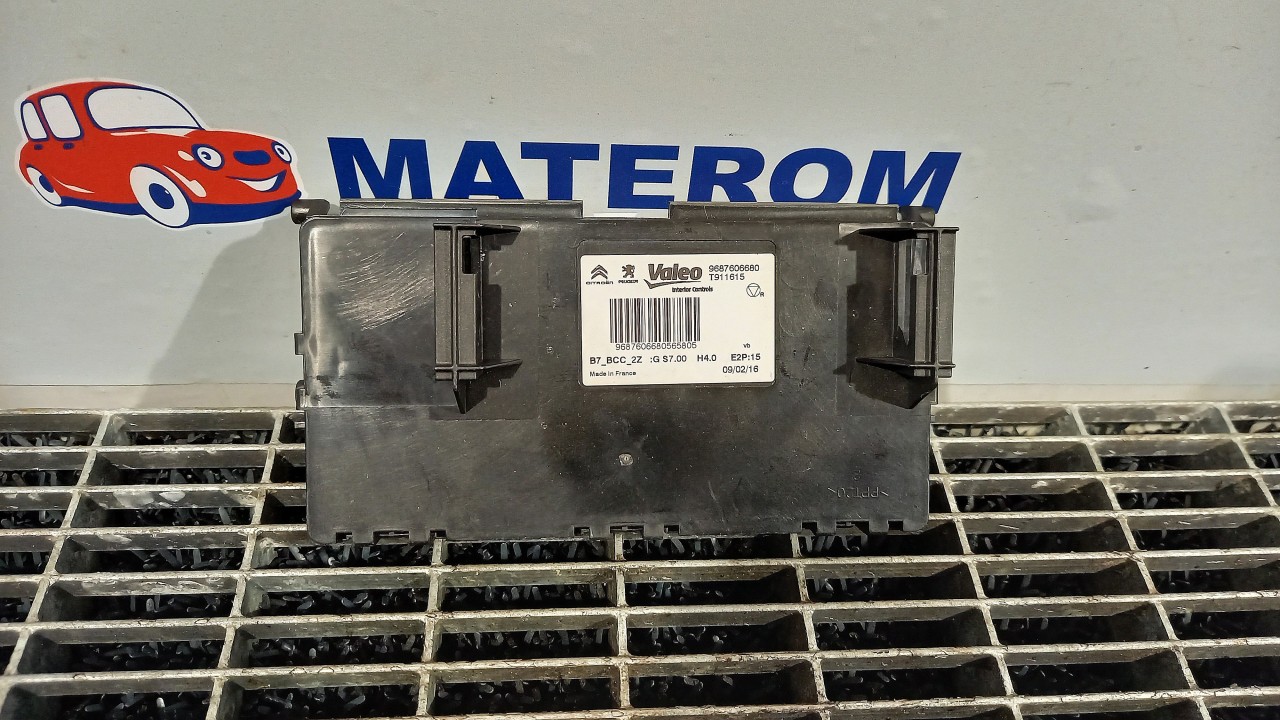 MATEROM
CITROËN PEUGEOT Valeo 9687606680
T911615
Interior Controls
R
9687606680565805
vb
B7_BCC_2Z :G S7.00 H4.0 E2P:15
Made in France 09/02/16
>PPT20<